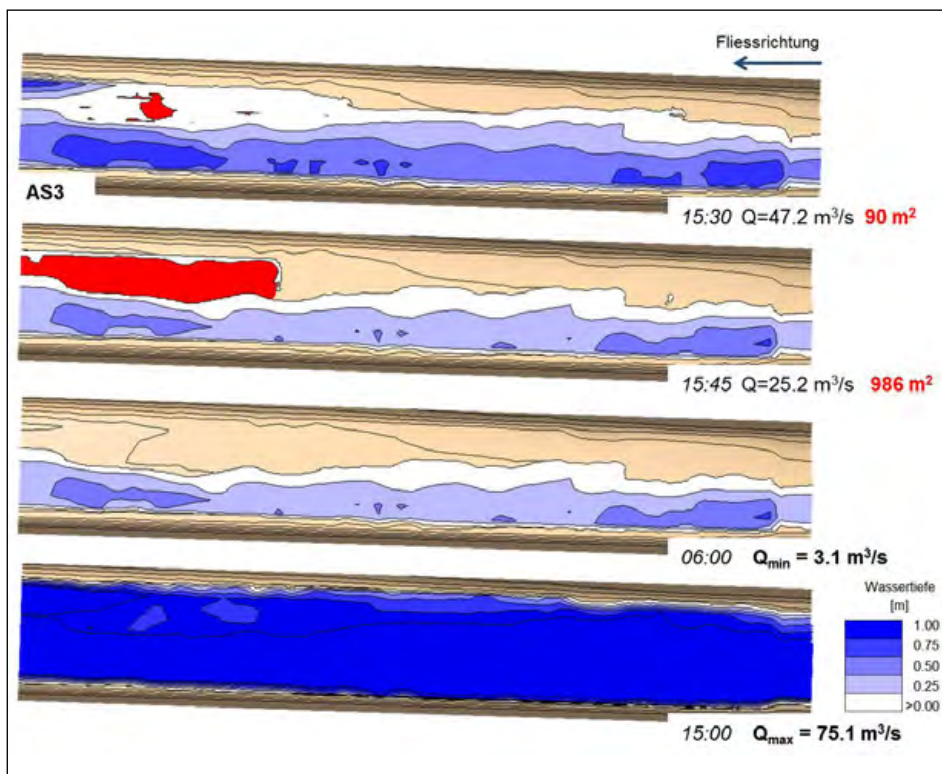 Fliessrichtung
AS3
15:30 Q=47.2 m³/s 90 m²
15:45 Q=25.2 m³/s 986 m²
06:00 Qmin = 3.1 m³/s
Wassertiefe
[m]
1.00
0.75
0.50
0.25
>0.00
15:00 Qmax = 75.1 m³/s